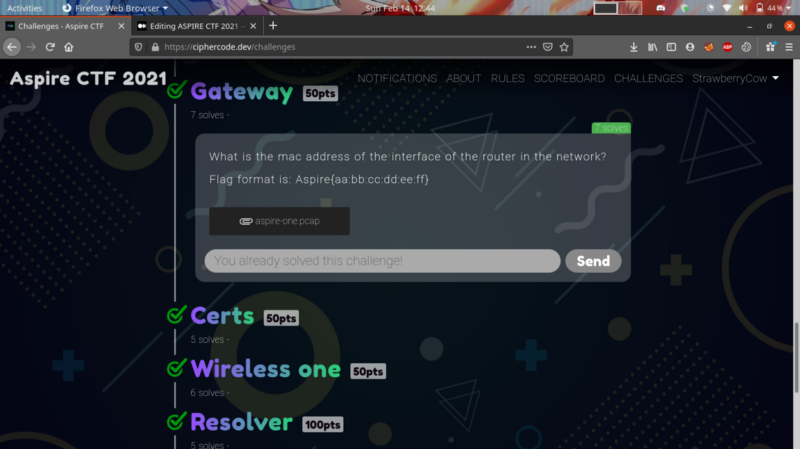 Activities Firefox Web Browser Sun Feb 14 12:44 44 %
Challenges - Aspire CTF Editing ASPIRE CTF 2021 –
https://ciphercode.dev/challenges
Aspire CTF 2021 NOTIFICATIONS ABOUT RULES SCOREBOARD CHALLENGES StrawberryCow
Gateway 50pts
7 solves -
7 solves
What is the mac address of the interface of the router in the network?
Flag format is: Aspire{aa:bb:cc:dd:ee:ff}
aspire-one.pcap
You already solved this challenge! Send
Certs 50pts
5 solves -
Wireless one 50pts
6 solves -
Resolver 100pts
5 solves -